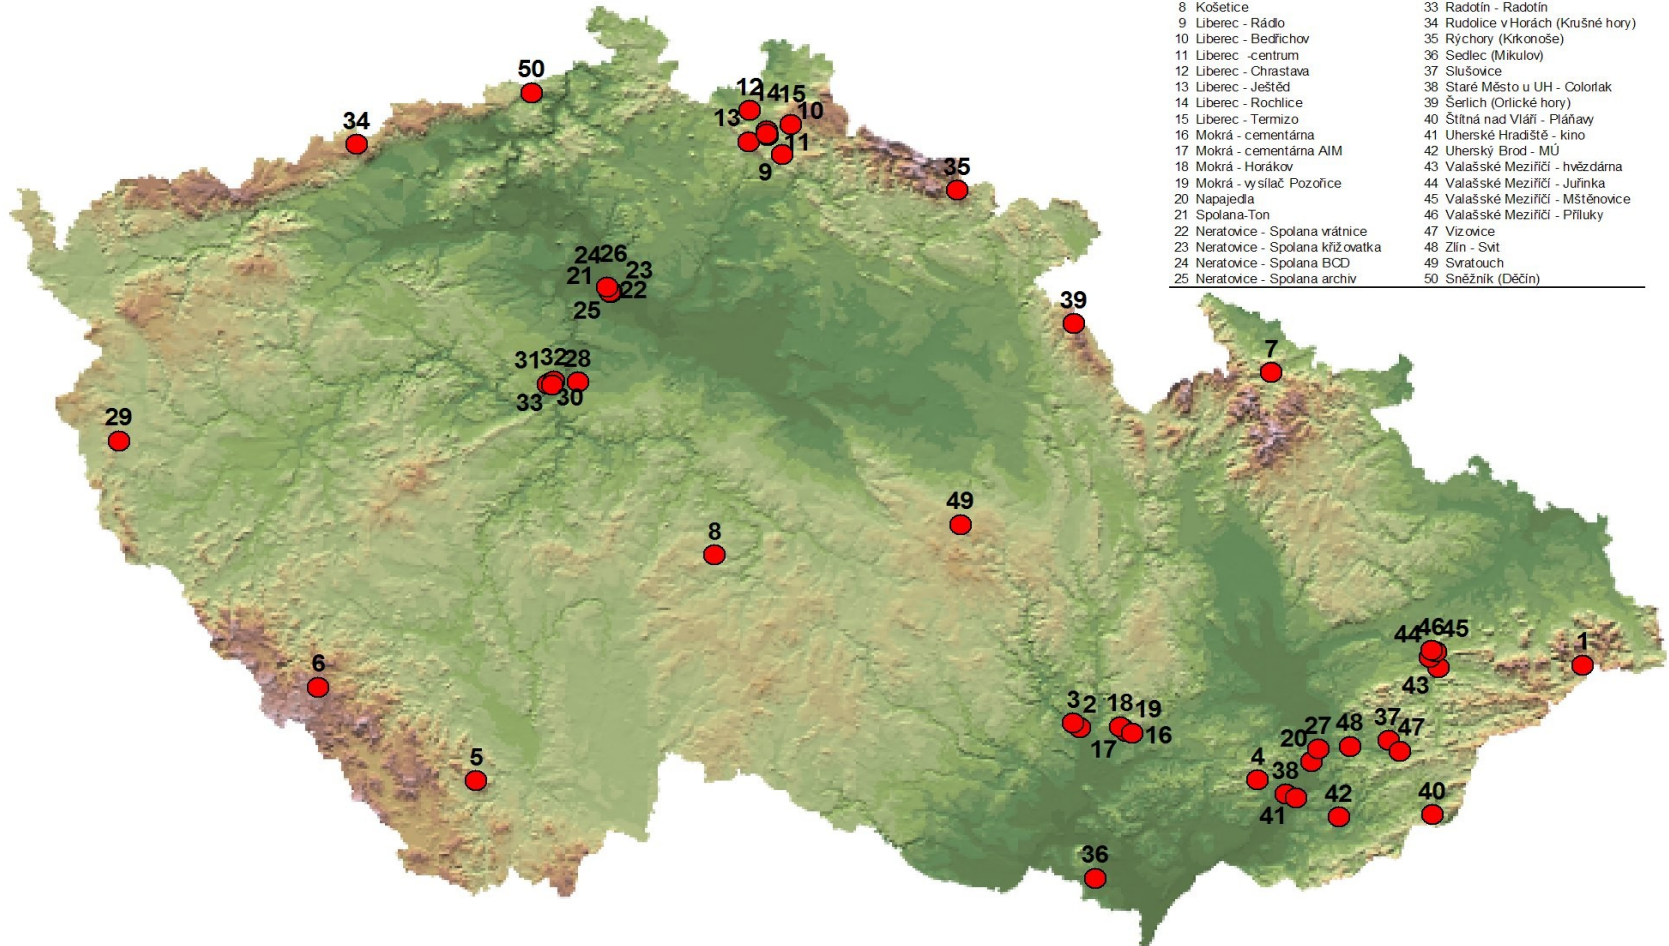 8 Košetice
9 Liberec - Rádlo
10 Liberec - Bedřichov
11 Liberec -centrum
12 Liberec - Chrastava
13 Liberec - Ještěd
14 Liberec - Rochlice
15 Liberec - Termizo
16 Mokrá - cementárna
17 Mokrá - cementárna AIM
18 Mokrá - Horákov
19 Mokrá - vysílač Pozořice
20 Napajedla
21 Spolana-Ton
22 Neratovice - Spolana vrátnice
23 Neratovice - Spolana křižovatka
24 Neratovice - Spolana BCD
25 Neratovice - Spolana archiv
33 Radotín - Radotín
34 Rudolice v Horách (Krušné hory)
35 Rýchory (Krkonoše)
36 Sedlec (Mikulov)
37 Slušovice
38 Staré Město u UH - Colorlak
39 Šerlich (Orlické hory)
40 Štítná nad Vláří - Pláňavy
41 Uherské Hradiště - kino
42 Uherský Brod - MÚ
43 Valašské Meziříčí - hvězdárna
44 Valašské Meziříčí - Juřinka
45 Valašské Meziříčí - Mštěnovice
46 Valašské Meziříčí - Příluky
47 Vizovice
48 Zlín - Svit
49 Svratouch
50 Sněžník (Děčín)
50
34
12 14 15
13 10
11
9
35
24 26
21 23
22
25
39
31 32 28
33 30
7
29
49
8
44 46 45
43
1
6
3 2 18 19
17 16
20 27 48 37 47
5
4 38
41 42 40
36